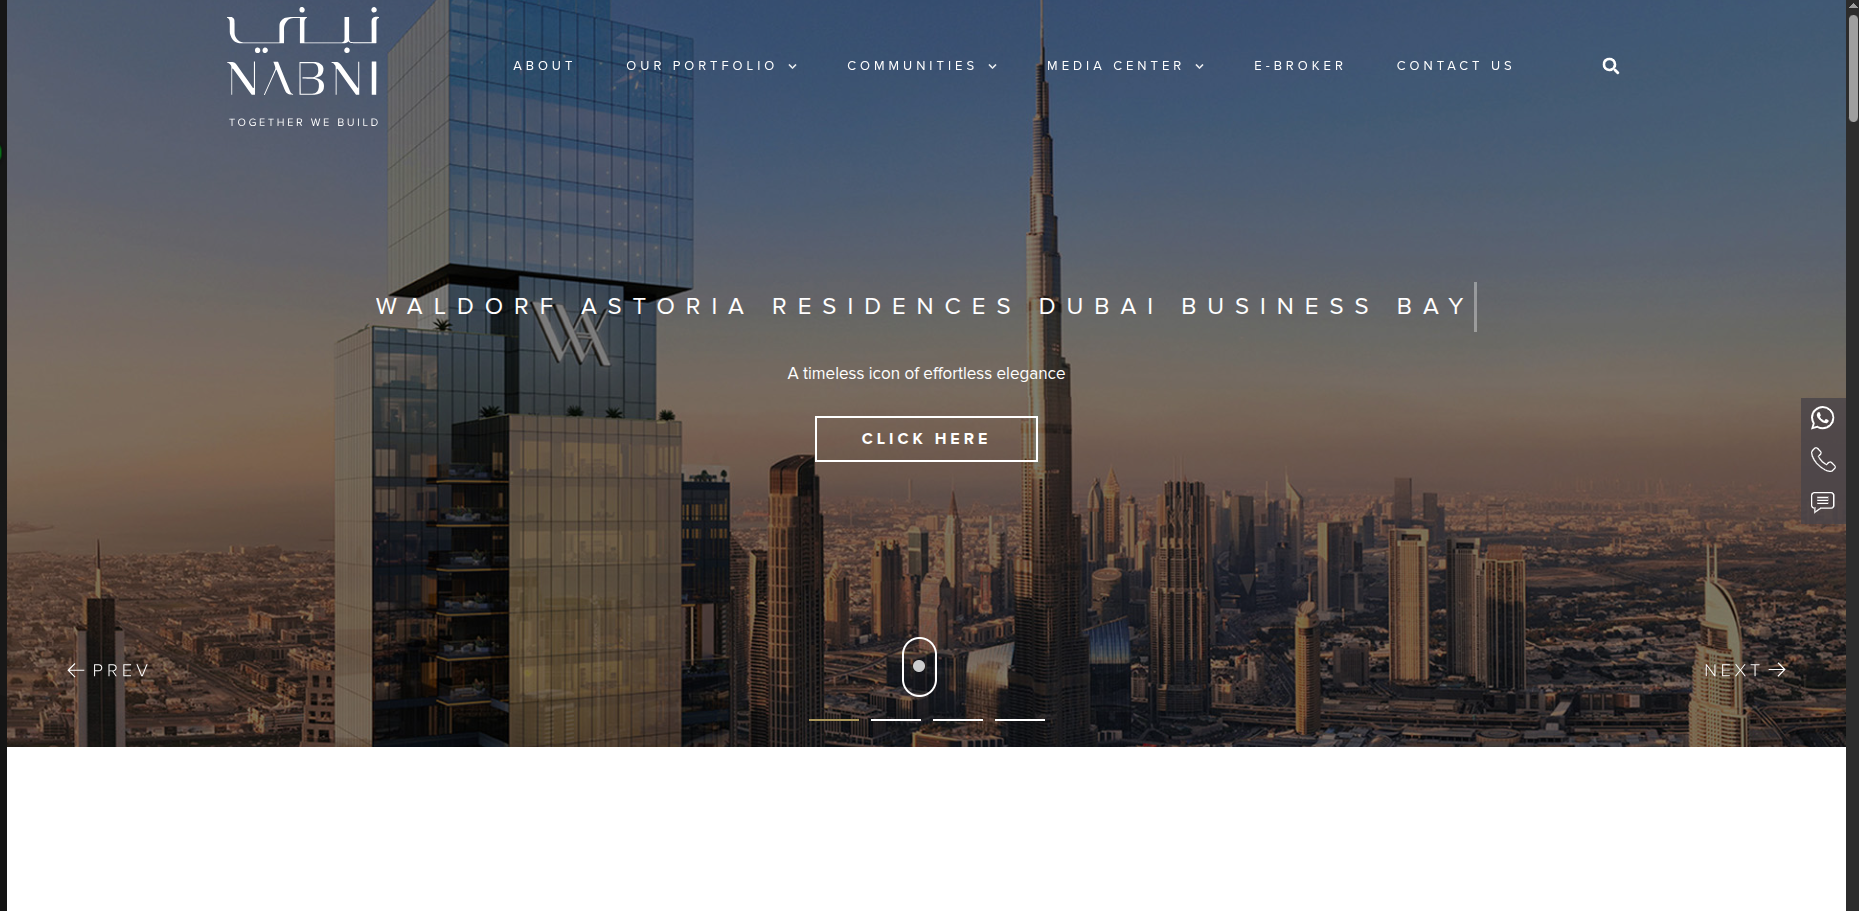 نبني
NABNI
TOGETHER WE BUILD
ABOUT OUR PORTFOLIO COMMUNITIES MEDIA CENTER E-BROKER CONTACT US
WALDORF ASTORIA RESIDENCES DUBAI BUSINESS BAY
A timeless icon of effortless elegance
CLICK HERE
PREV
NEXT